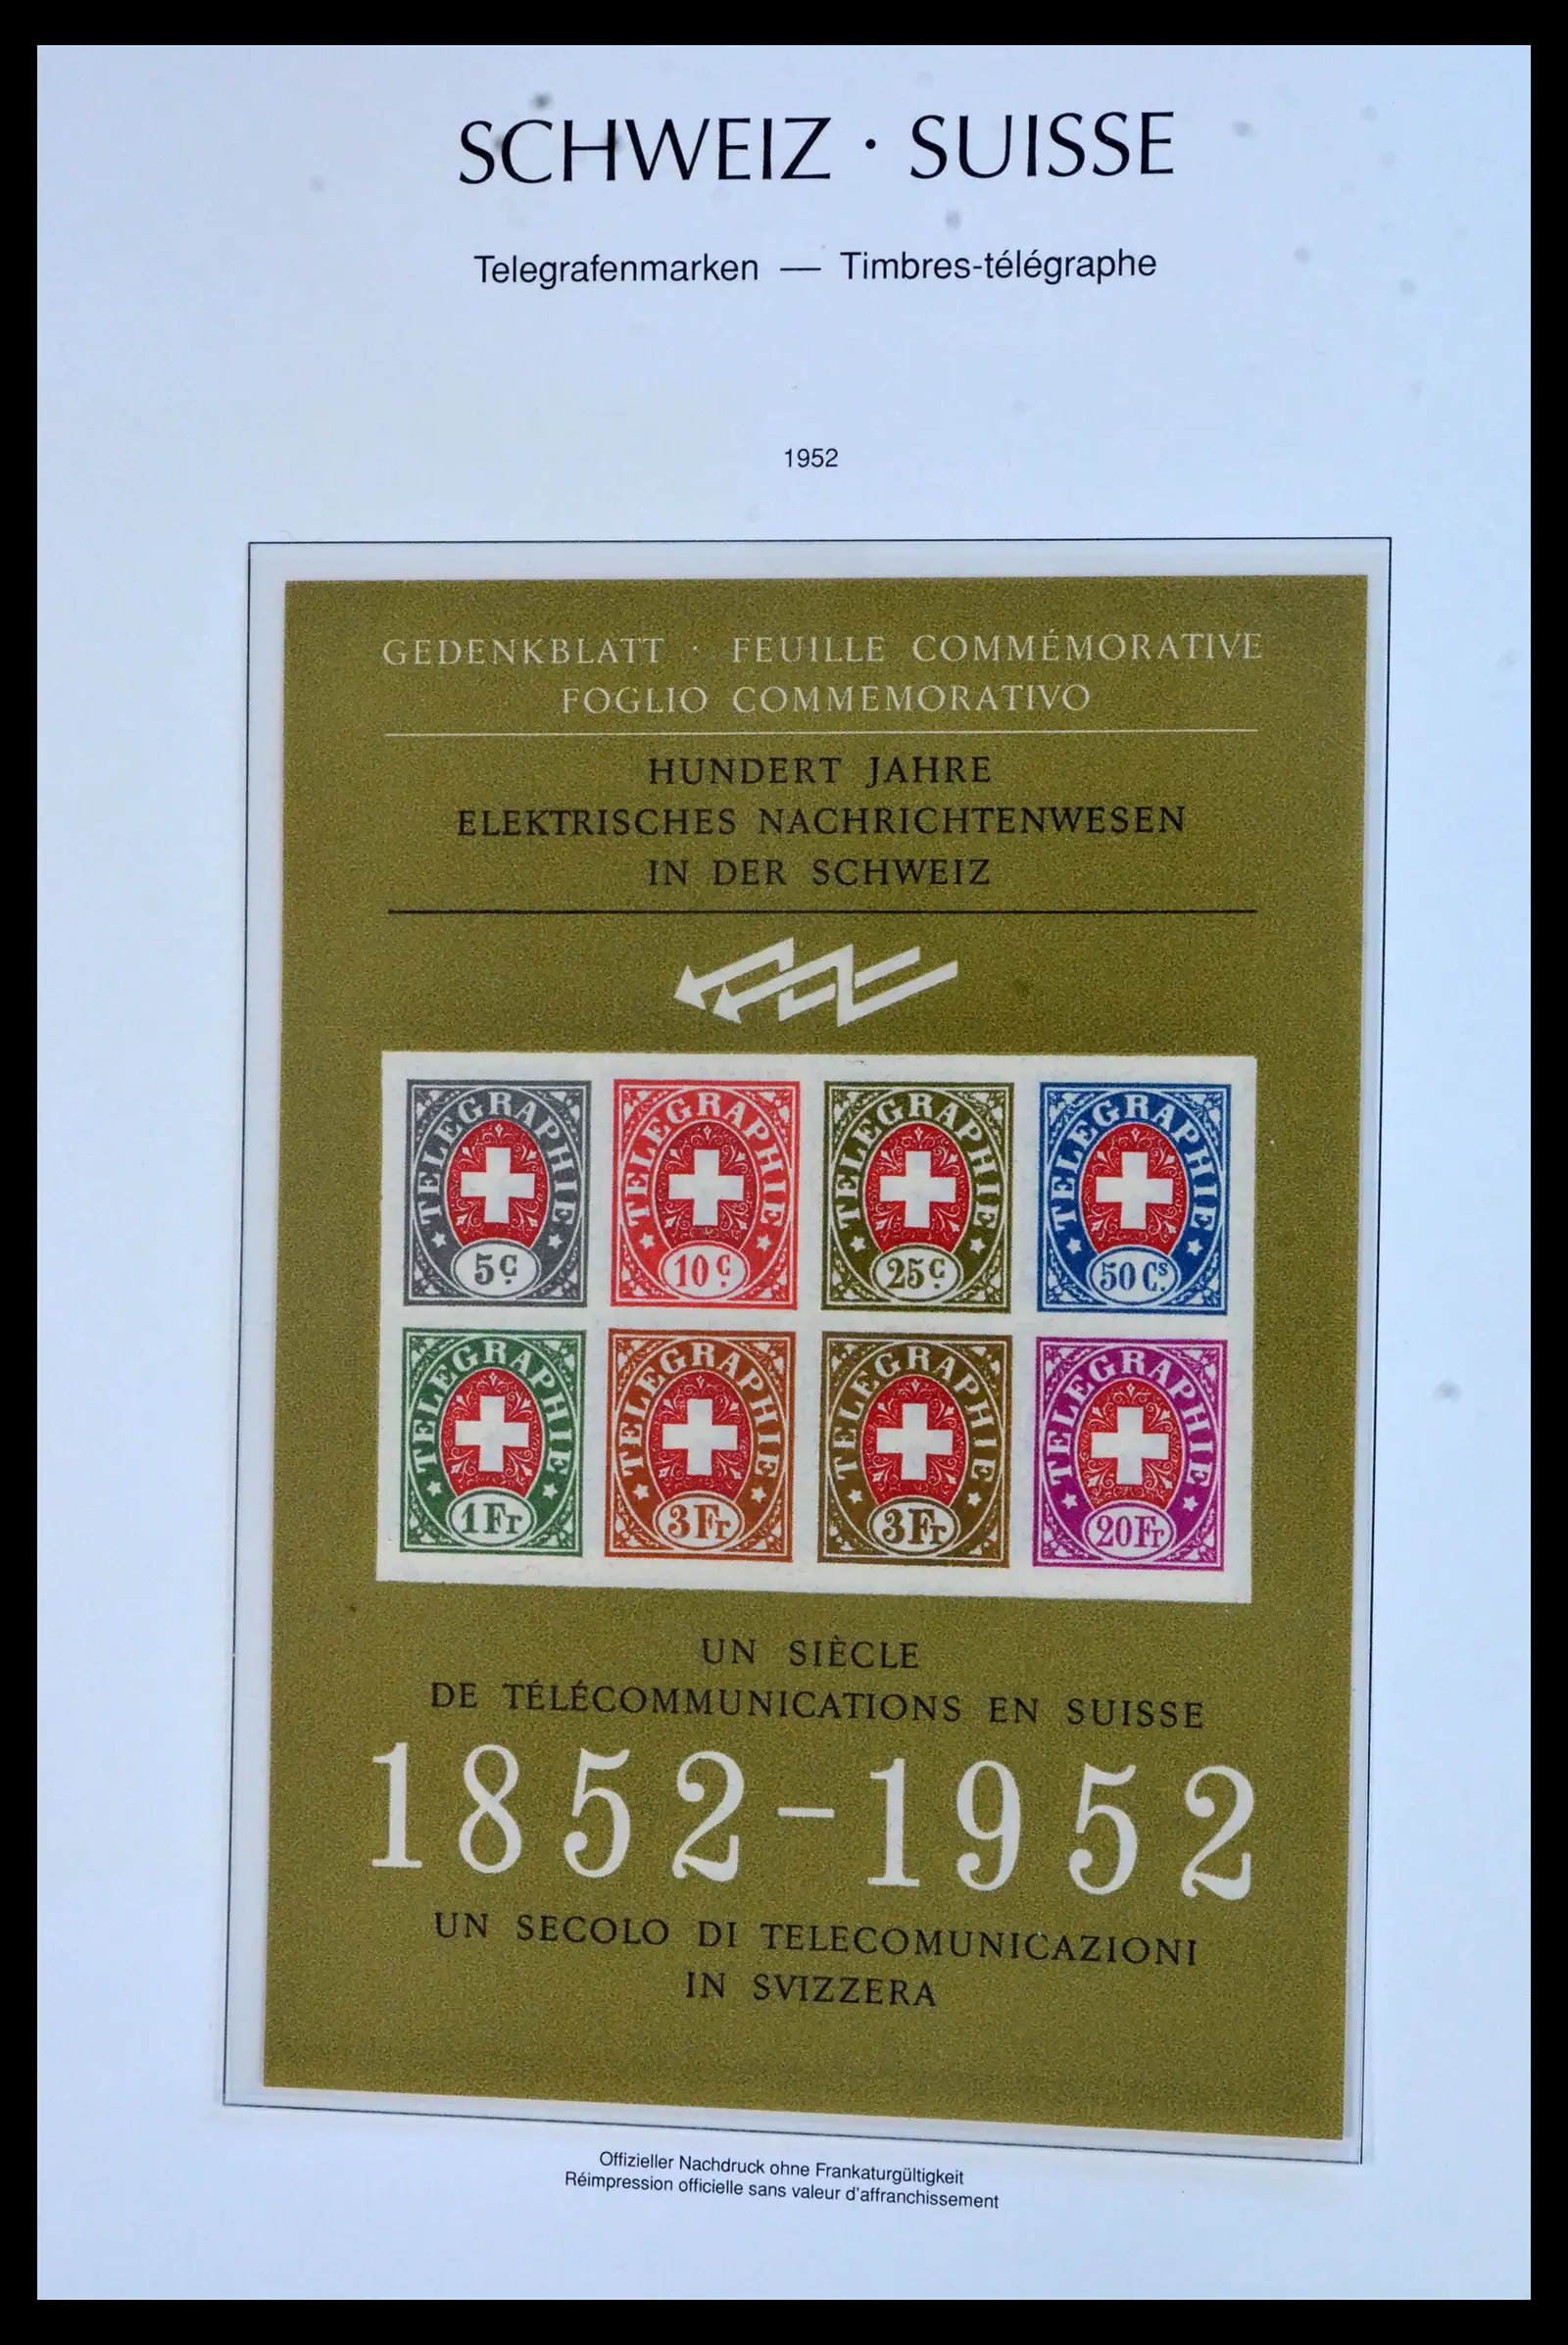 SCHWEIZ · SUISSE
Telegrafenmarken — Timbres-télégraphe
1952
GEDENKBLATT · FEUILLE COMMÉMORATIVE
FOGLIO COMMEMORATIVO
HUNDERT JAHRE
ELEKTRISCHES NACHRICHTENWESEN
IN DER SCHWEIZ
TELEGRAPHIE
5c.
TELEGRAPHIE
10c.
TELEGRAPHIE
25c.
TELEGRAPHIE
50 Cs.
TELEGRAPHIE
1Fr
TELEGRAPHIE
3Fr
TELEGRAPHIE
3Fr
TELEGRAPHIE
20Fr
UN SIÈCLE
DE TÉLÉCOMMUNICATIONS EN SUISSE
1852–1952
UN SECOLO DI TELECOMUNICAZIONI
IN SVIZZERA
Offizieller Nachdruck ohne Frankaturgültigkeit
Réimpression officielle sans valeur d'affranchissement